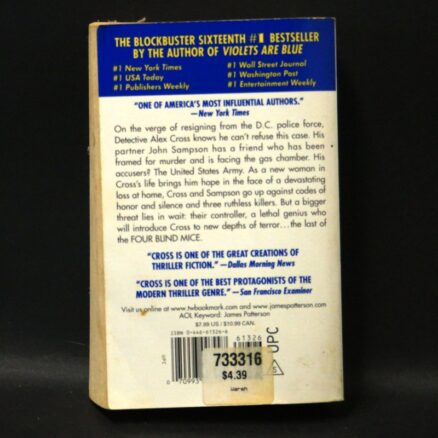 THE BLOCKBUSTER SIXTEENTH #1 BESTSELLER
BY THE AUTHOR OF VIOLETS ARE BLUE
#1 New York Times
#1 Wall Street Journal
#1 USA Today
#1 Washington Post
#1 Publishers Weekly
#1 Entertainment Weekly
"ONE OF AMERICA'S MOST INFLUENTIAL AUTHORS."
—New York Times
On the verge of resigning from the D.C. police force,
Detective Alex Cross knows he can't refuse this case. His
partner John Sampson has a friend who has been
framed for murder and is facing the gas chamber. His
accusers? The United States Army. As a new woman in
Cross's life brings him hope in the face of a devastating
loss at home, Cross and Sampson go up against codes of
honor and silence and three ruthless killers. But a bigger
threat lies in wait: their controller, a lethal genius who
will introduce Cross to new depths of terror...the last of
the FOUR BLIND MICE.
"CROSS IS ONE OF THE GREAT CREATIONS OF
THRILLER FICTION." —Dallas Morning News
"CROSS IS ONE OF THE BEST PROTAGONISTS OF THE
MODERN THRILLER GENRE." —San Francisco Examiner
Visit us online at www.twbookmark.com and www.jamespatterson.com
AOL Keyword: James Patterson
$7.99 US / $10.99 CAN.
ISBN 0-446-61326-6
61326
UPC
S
733316
$4.39
0 70993